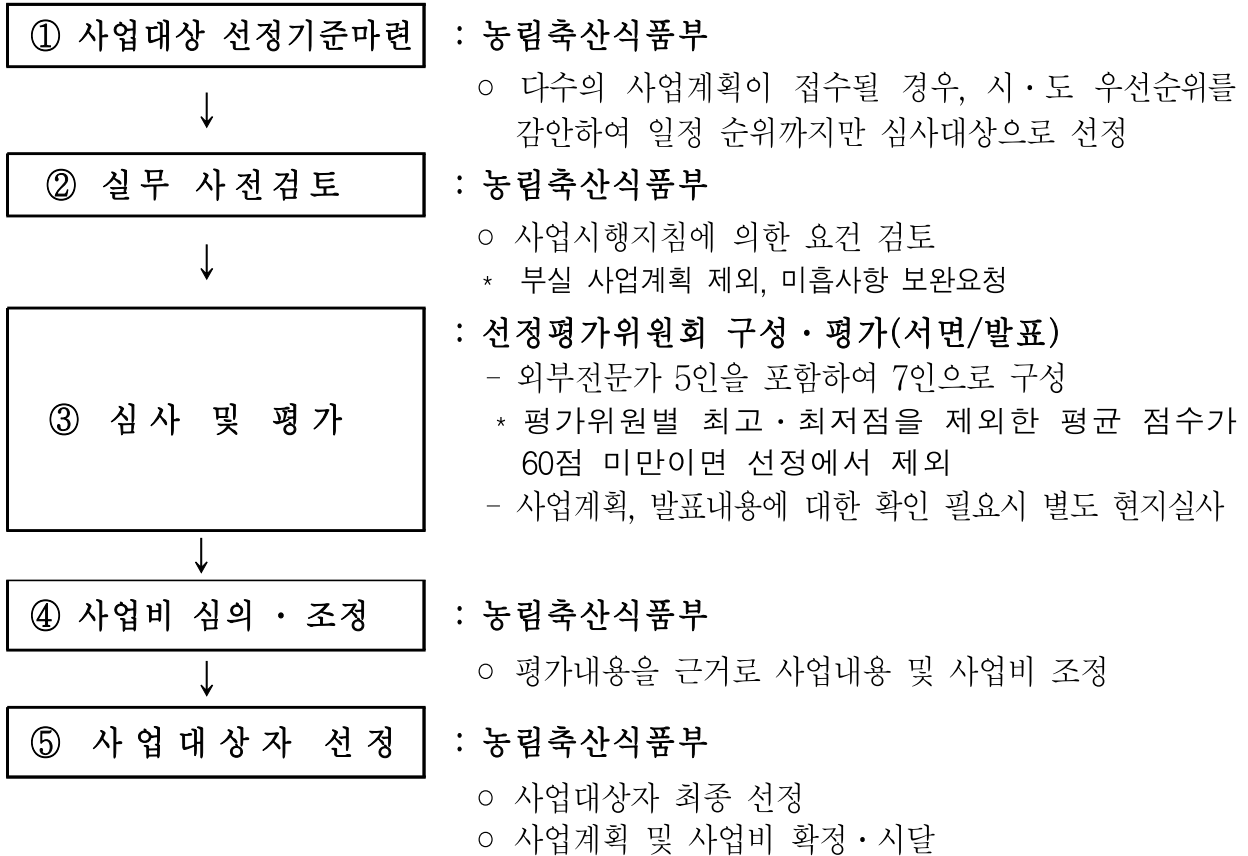 ① 사업대상 선정기준마련 : 농림축산식품부
○ 다수의 사업계획이 접수될 경우, 시・도 우선순위를
감안하여 일정 순위까지만 심사대상으로 선정
↓
② 실무 사전검토 : 농림축산식품부
○ 사업시행지침에 의한 요건 검토
* 부실 사업계획 제외, 미흡사항 보완요청
↓
③ 심사 및 평가
: 선정평가위원회 구성・평가(서면/발표)
- 외부전문가 5인을 포함하여 7인으로 구성
* 평가위원별 최고・최저점을 제외한 평균 점수가
60점 미만이면 선정에서 제외
- 사업계획, 발표내용에 대한 확인 필요시 별도 현지실사
↓
④ 사업비 심의・조정 : 농림축산식품부
○ 평가내용을 근거로 사업내용 및 사업비 조정
↓
⑤ 사업대상자 선정 : 농림축산식품부
○ 사업대상자 최종 선정
○ 사업계획 및 사업비 확정・시달